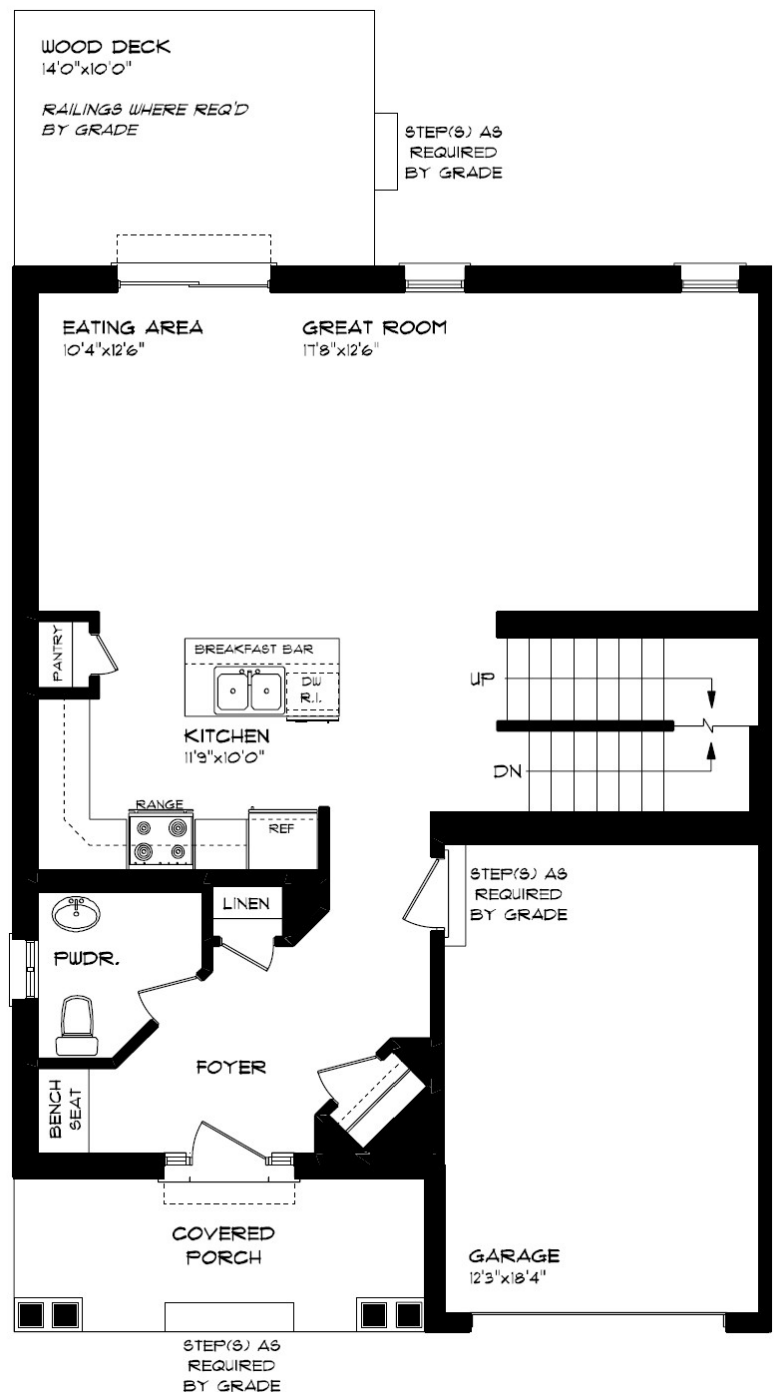 WOOD DECK
14'0"x10'0"
RAILINGS WHERE REQ'D
BY GRADE
STEP(S) AS
REQUIRED
BY GRADE
EATING AREA
10'4"x12'6"
GREAT ROOM
17'8"x12'6"
PANTRY
BREAKFAST BAR
DW
R.I.
UP
KITCHEN
11'9"x10'0"
DN
RANGE
REF
STEP(S) AS
REQUIRED
BY GRADE
LINEN
PWDR.
FOYER
BENCH
SEAT
COVERED
PORCH
GARAGE
12'3"x18'4"
STEP(S) AS
REQUIRED
BY GRADE